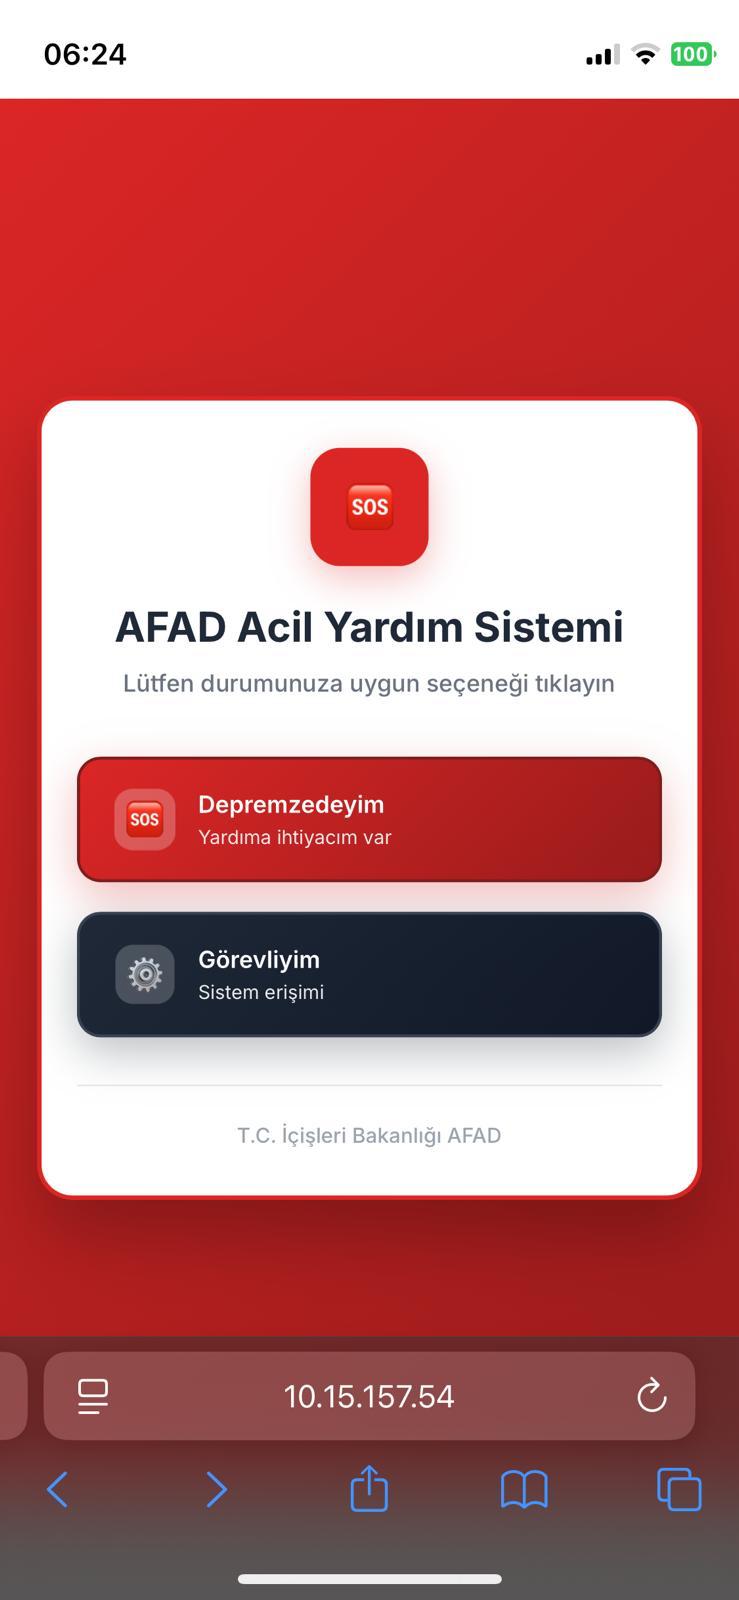 06:24
100
SOS
AFAD Acil Yardım Sistemi
Lütfen durumunuza uygun seçeneği tıklayın
SOS
Depremzedeyim
Yardıma ihtiyacım var
Görevliyim
Sistem erişimi
T.C. İçişleri Bakanlığı AFAD
10.15.157.54